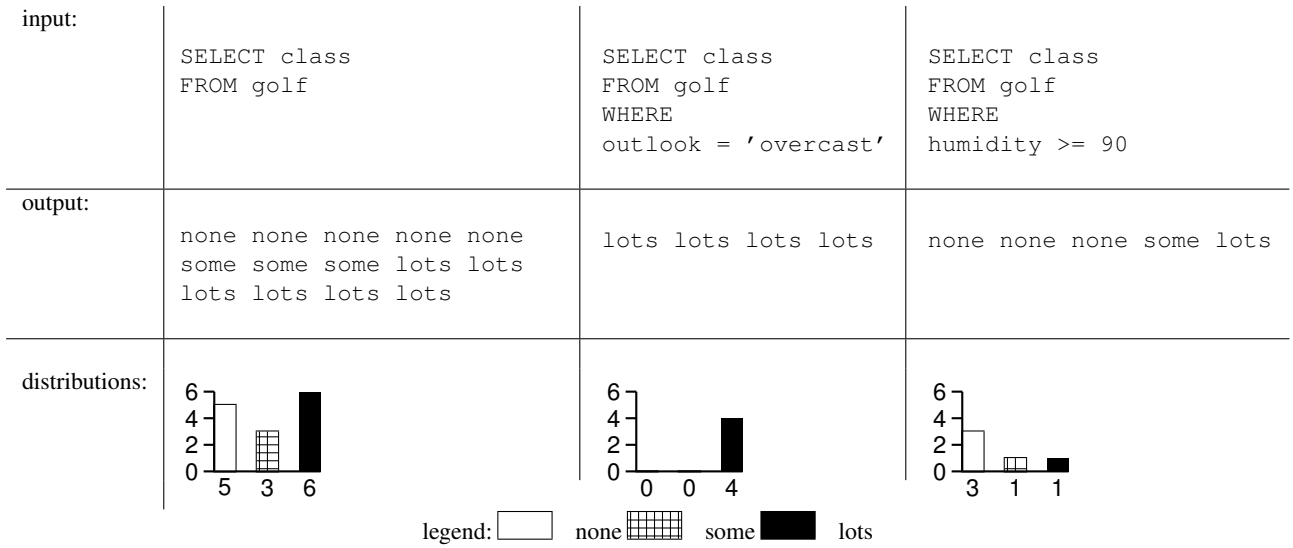 input:
SELECT class
FROM golf
SELECT class
FROM golf
WHERE
outlook = 'overcast'
SELECT class
FROM golf
WHERE
humidity >= 90
output:
none none none none none
some some some lots lots
lots lots lots lots
lots lots lots lots
none none none some lots
distributions:
6
4
2
0
5 3 6
6
4
2
0
0 0 4
6
4
2
0
3 1 1
legend: none some lots